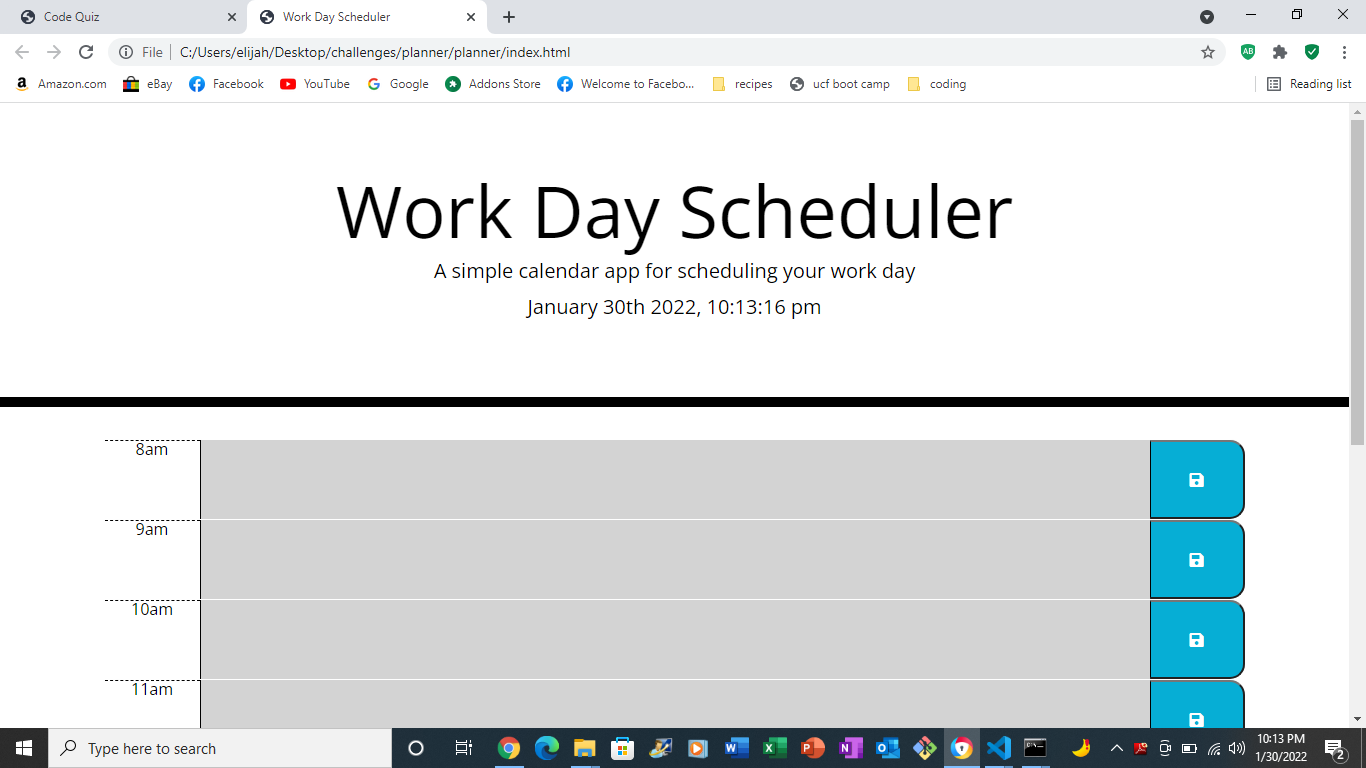 Code Quiz
Work Day Scheduler
File
C:/Users/elijah/Desktop/challenges/planner/planner/index.html
AB
Amazon.com
eBay
Facebook
YouTube
Google
Addons Store
Welcome to Facebo...
recipes
ucf boot camp
coding
Reading list
Work Day Scheduler
A simple calendar app for scheduling your work day
January 30th 2022, 10:13:16 pm
8am
9am
10am
11am
Type here to search
10:13 PM
1/30/2022
2